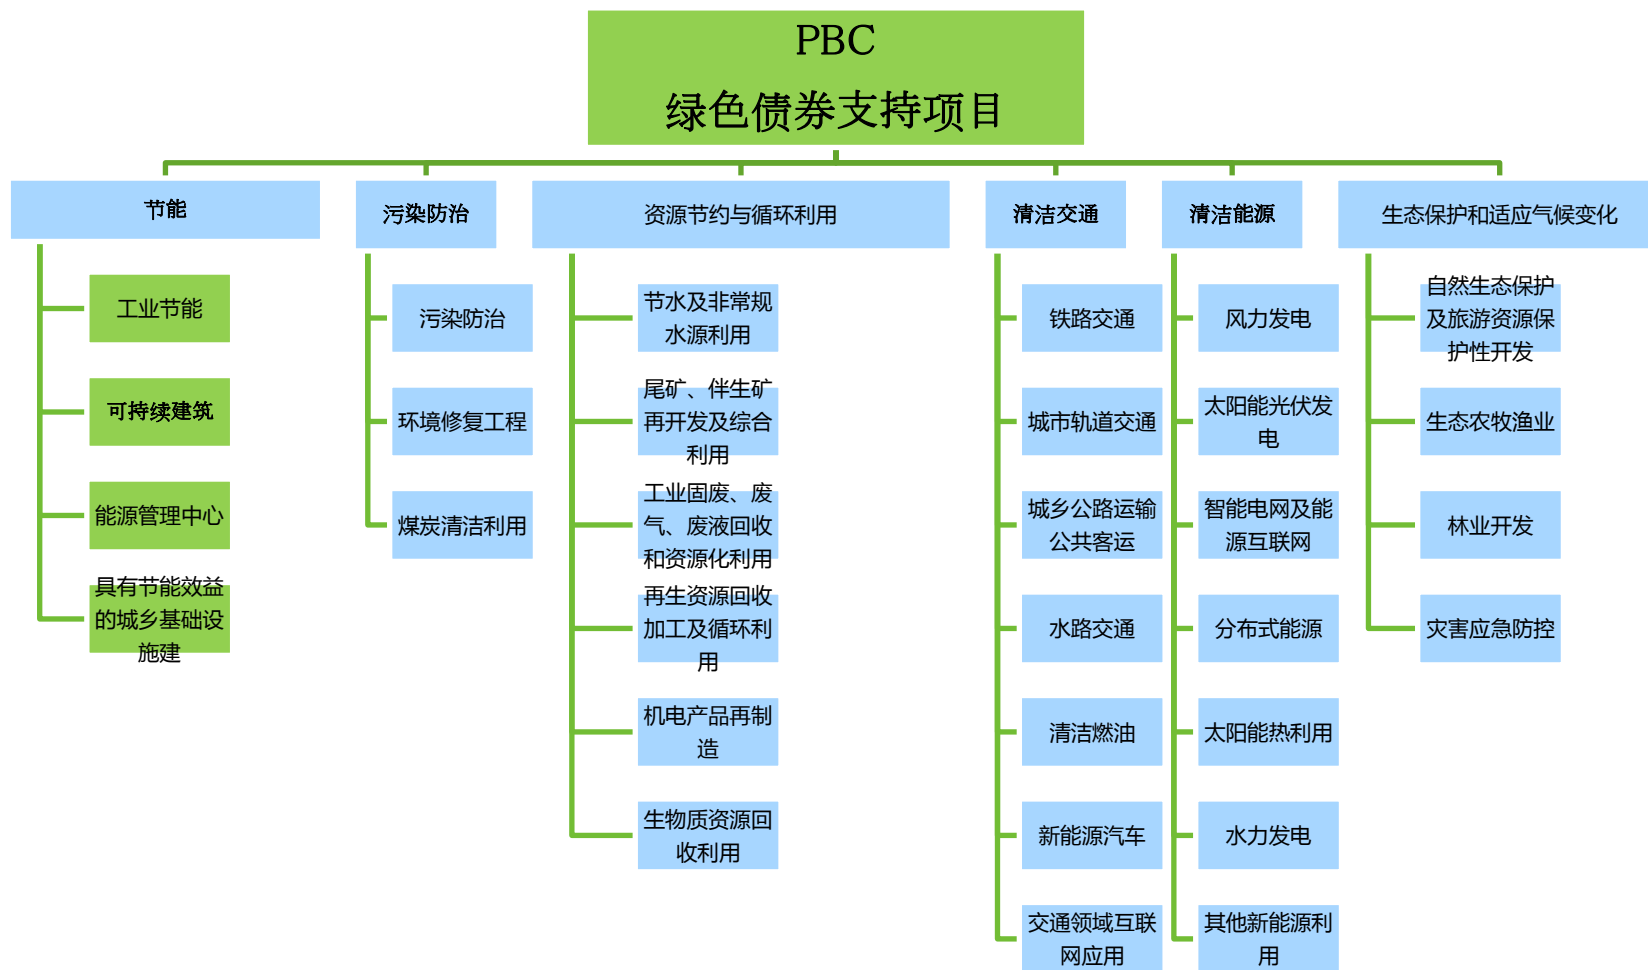 PBC
绿色债券支持项目
节能
工业节能
可持续建筑
能源管理中心
具有节能效益
的城乡基础设
施建
污染防治
污染防治
环境修复工程
煤炭清洁利用
资源节约与循环利用
节水及非常规
水源利用
尾矿、伴生矿
再开发及综合
利用
工业固废、废
气、废液回收
和资源化利用
再生资源回收
加工及循环利
用
机电产品再制
造
生物质资源回
收利用
清洁交通
铁路交通
城市轨道交通
城乡公路运输
公共客运
水路交通
清洁燃油
新能源汽车
交通领域互联
网应用
清洁能源
风力发电
太阳能光伏发
电
智能电网及能
源互联网
分布式能源
太阳能热利用
水力发电
其他新能源利
用
生态保护和适应气候变化
自然生态保护
及旅游资源保
护性开发
生态农牧渔业
林业开发
灾害应急防控